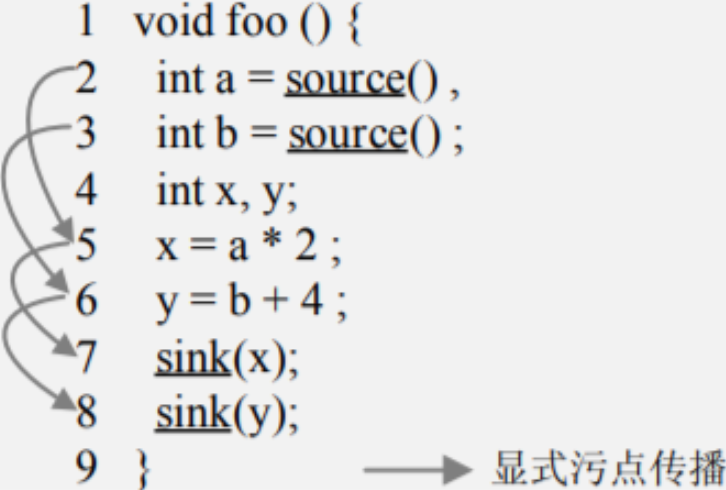 1 void foo () {
2 int a = source() ,
3 int b = source() ;
4 int x, y;
5 x = a * 2 ;
6 y = b + 4 ;
7 sink(x);
8 sink(y);
9 }
显式污点传播